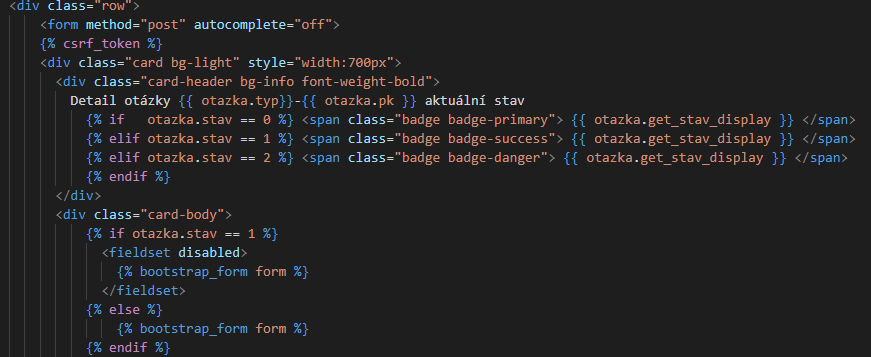 <div class="row">
<form method="post" autocomplete="off">
{% csrf_token %}
<div class="card bg-light" style="width:700px">
<div class="card-header bg-info font-weight-bold">
Detail otázky {{ otazka.typ}}-{{ otazka.pk }} aktuální stav
{% if   otazka.stav == 0 %} <span class="badge badge-primary"> {{ otazka.get_stav_display }} </span>
{% elif otazka.stav == 1 %} <span class="badge badge-success"> {{ otazka.get_stav_display }} </span>
{% elif otazka.stav == 2 %} <span class="badge badge-danger"> {{ otazka.get_stav_display }} </span>
{% endif %}
</div>
<div class="card-body">
{% if otazka.stav == 1 %}
<fieldset disabled>
{% bootstrap_form form %}
</fieldset>
{% else %}
{% bootstrap_form form %}
{% endif %}